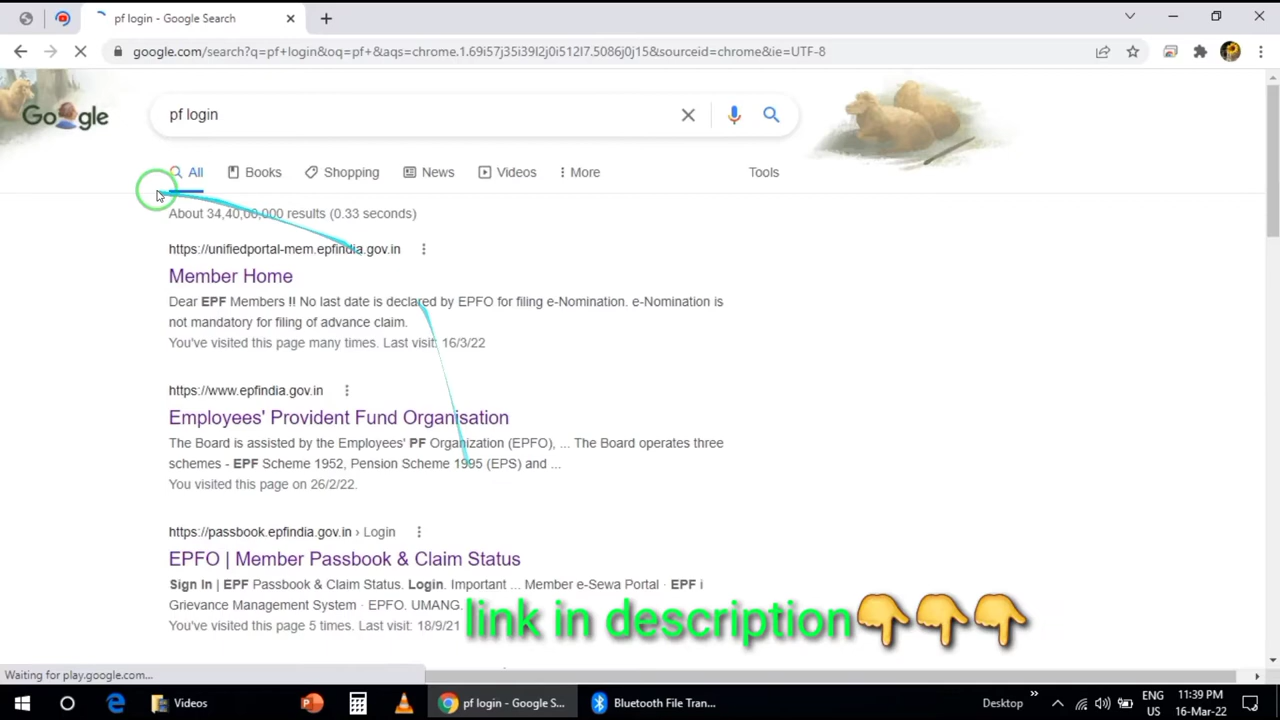 pf login - Google Search
google.com/search?q=pf+login&oq=pf+&aqs=chrome.1.69i57j35i39l2j0i512l7.5086j0j15&sourceid=chrome&ie=UTF-8
Google
pf login
All Books Shopping News Videos More Tools
About 34,40,00,000 results (0.33 seconds)
https://unifiedportal-mem.epfindia.gov.in
Member Home
Dear EPF Members !! No last date is declared by EPFO for filing e-Nomination. e-Nomination is
not mandatory for filing of advance claim.
You've visited this page many times. Last visit: 16/3/22
https://www.epfindia.gov.in
Employees' Provident Fund Organisation
The Board is assisted by the Employees' PF Organization (EPFO), ... The Board operates three
schemes - EPF Scheme 1952, Pension Scheme 1995 (EPS) and ...
You visited this page on 26/2/22.
https://passbook.epfindia.gov.in › Login
EPFO | Member Passbook & Claim Status
Sign In | EPF Passbook & Claim Status. Login. Important ... Member e-Sewa Portal · EPF i
Grievance Management System · EPFO. UMANG.
You've visited this page 5 times. Last visit: 18/9/21
link in description👇👇👇
Waiting for play.google.com...
Videos
pf login - Google S...
Bluetooth File Tran...
Desktop
ENG
US
11:39 PM
16-Mar-22